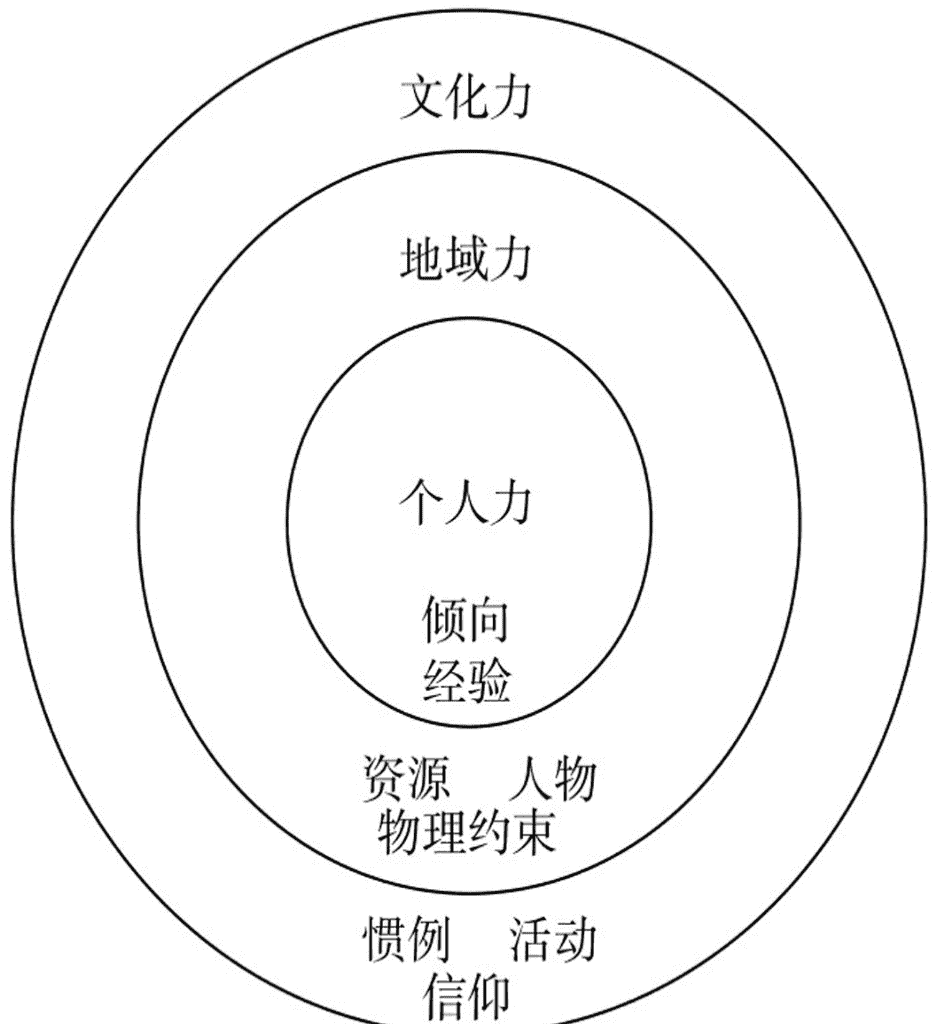 文化力
地域力
个人力
倾向
经验
资源 人物
物理约束
惯例 活动
信仰